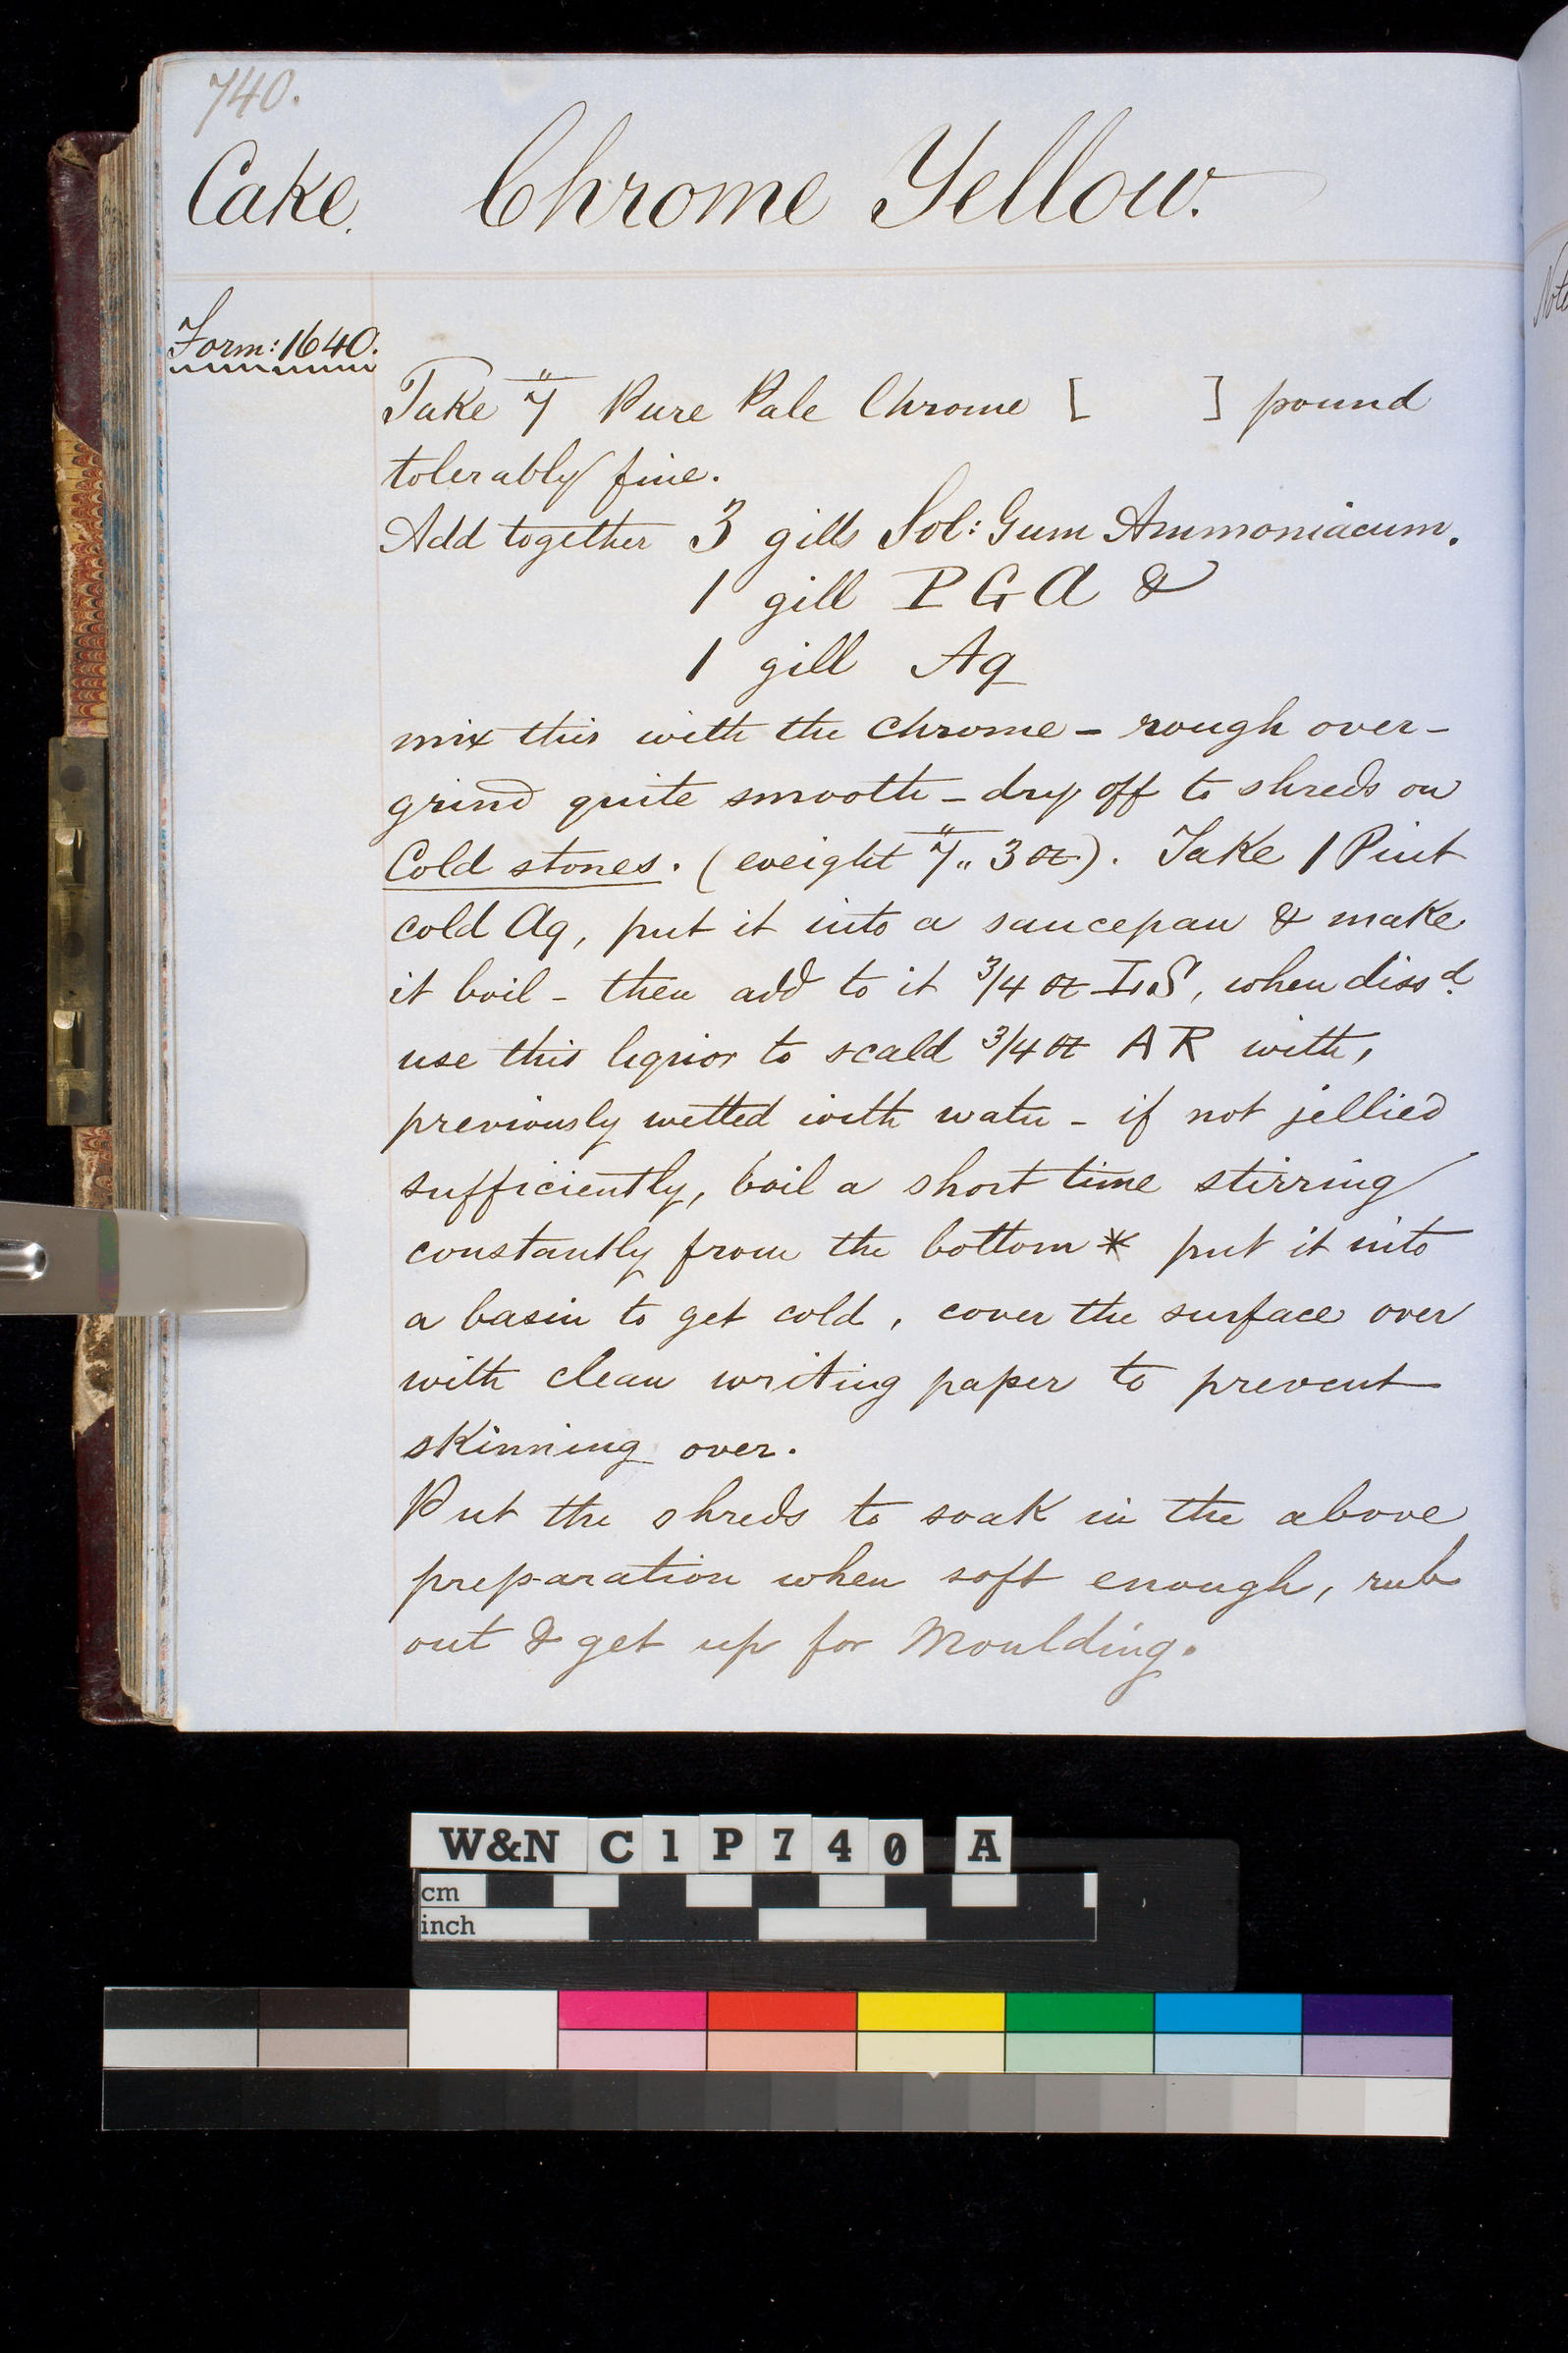 740.
Cake. Chrome Yellow.
Form: 1640.
Take 7" Pure Pale Chrome [ ] pound
tolerably fine.
Add together 3 gills Sol: Gum Ammoniacum.
1 gill P G A &
1 gill Aq
mix this with the chrome - rough over -
grind quite smooth - dry off to shreds on
Cold stones. (weight 7" 3 oz). Take 1 Pint
cold Aq, put it into a saucepan & make
it boil - then add to it 3/4 oz I.S, when dissd.
use this liquor to scald 3/4 oz A R with,
previously wetted with water - if not jellied
sufficiently, boil a short time stirring
constantly from the bottom * put it into
a basin to get cold, cover the surface over
with clean writing paper to prevent
skinning over.
Put the shreds to soak in the above
preparation when soft enough, rub
out & get up for Moulding.
W&N C1P740 A
cm
inch